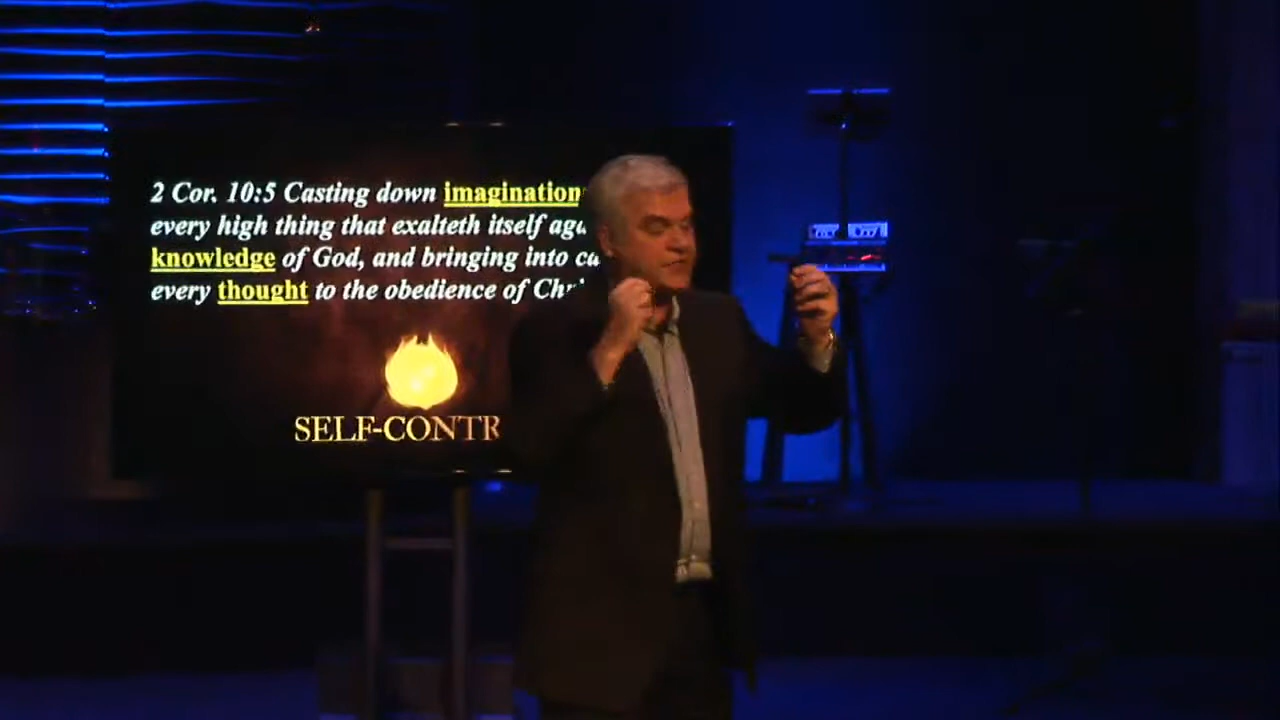 2 Cor. 10:5 Casting down imagination
every high thing that exalteth itself aga
knowledge of God, and bringing into ca
every thought to the obedience of Chr
SELF-CONTR